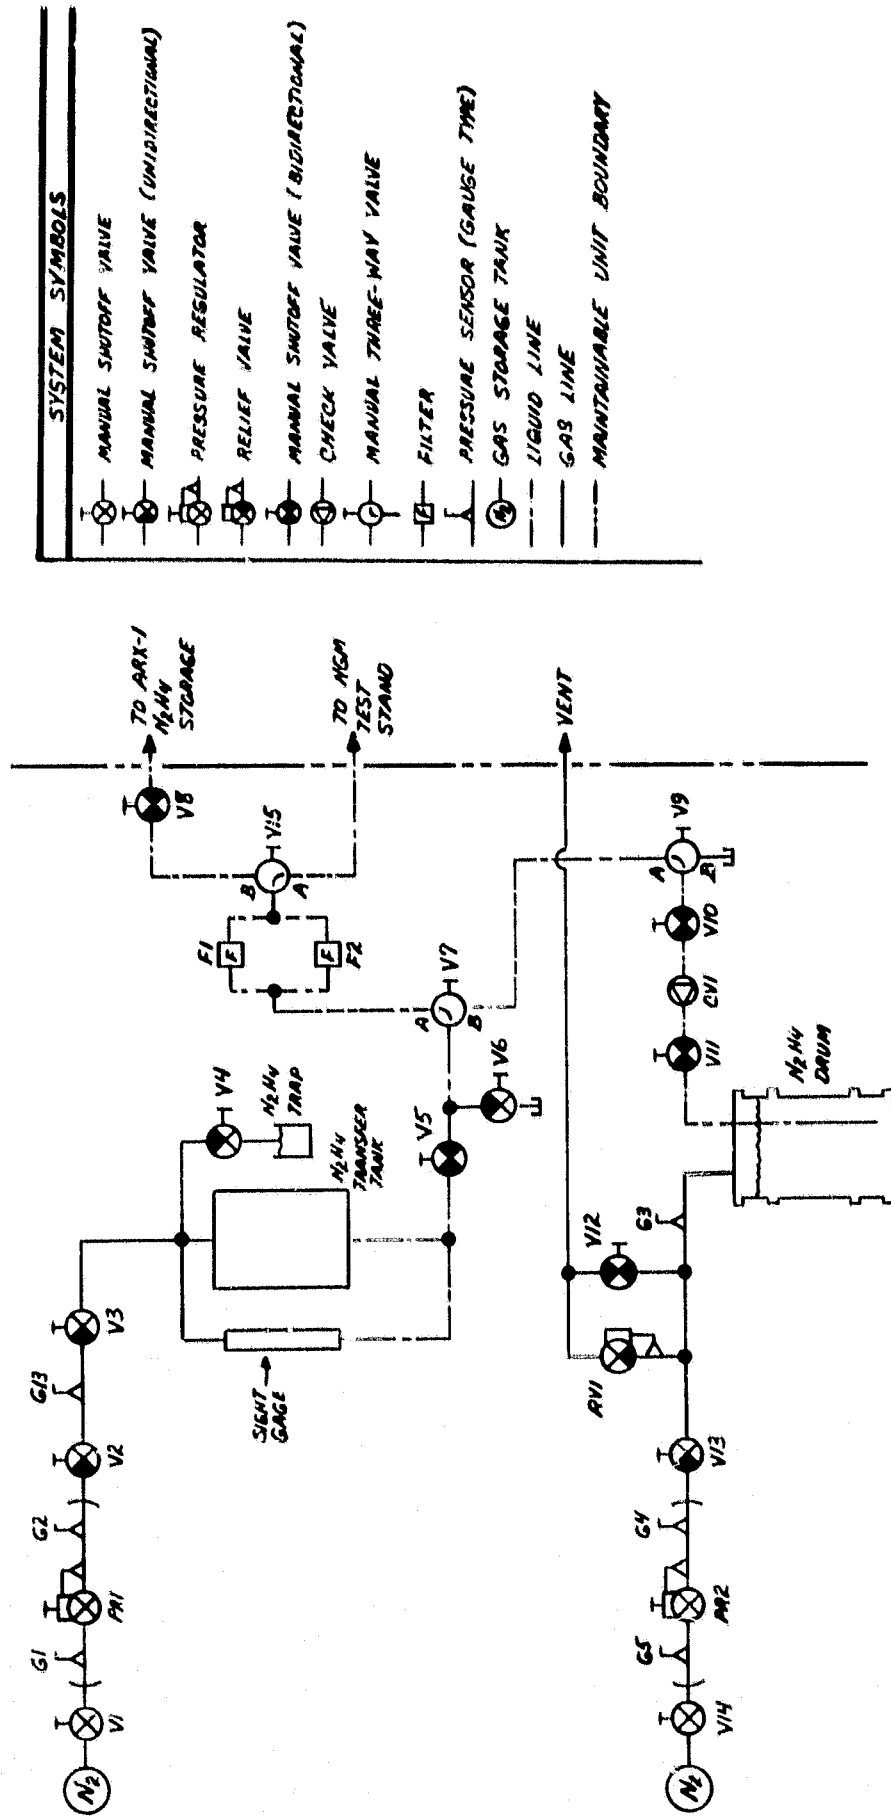 SYSTEM SYMBOLS
MANUAL SHUTOFF VALVE
MANUAL SHUTOFF VALVE (UNIDIRECTIONAL)
PRESSURE REGULATOR
RELIEF VALVE
MANUAL SHUTOFF VALVE (BIDIRECTIONAL)
CHECK VALVE
MANUAL THREE-WAY VALVE
F FILTER
PRESSURE SENSOR (GAUGE TYPE)
N2 GAS STORAGE TANK
LIQUID LINE
GAS LINE
MAINTAINABLE UNIT BOUNDARY
N2
V1
G1
PR1
G2
V2
G13
V3
SIGHT
GAGE
V4
N2H4
TRAP
N2H4
TRANSFER
TANK
V5
V6
V7
A
B
F1
F
F2
F
V15
B
A
V8
TO ARX-1
N2H4
STORAGE
TO NGM
TEST
STAND
VENT
N2
V14
G5
PR2
G4
V13
RV1
V12
G3
N2H4
DRUM
V11
CV1
V10
V9
A
B